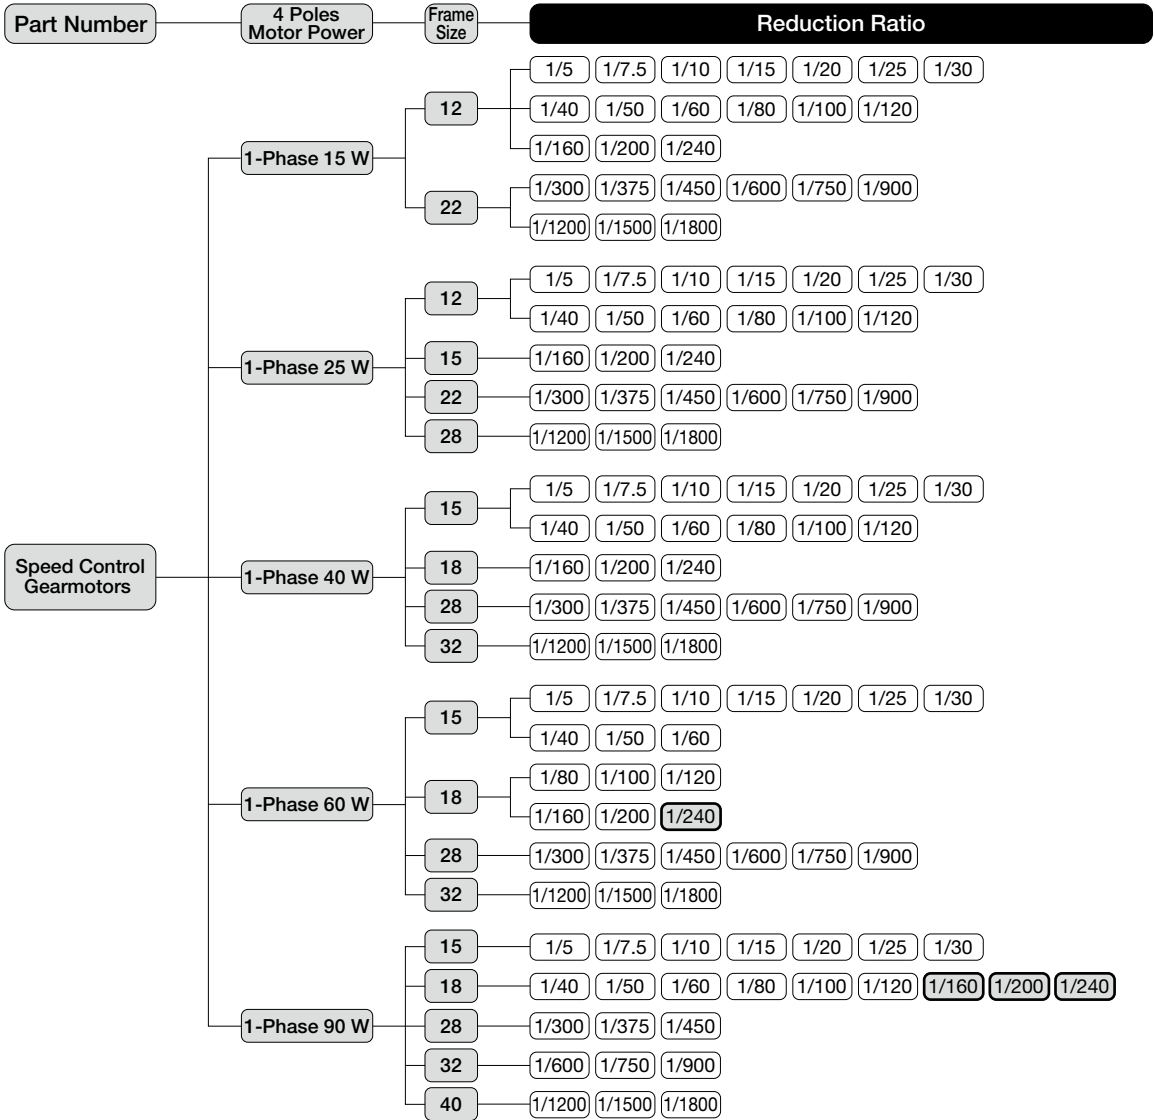 Part Number
4 Poles
Motor Power
Frame
Size
Reduction Ratio
Speed Control
Gearmotors
1-Phase 15 W
12
1/5 1/7.5 1/10 1/15 1/20 1/25 1/30
1/40 1/50 1/60 1/80 1/100 1/120
1/160 1/200 1/240
22
1/300 1/375 1/450 1/600 1/750 1/900
1/1200 1/1500 1/1800
1-Phase 25 W
12
1/5 1/7.5 1/10 1/15 1/20 1/25 1/30
1/40 1/50 1/60 1/80 1/100 1/120
15
1/160 1/200 1/240
22
1/300 1/375 1/450 1/600 1/750 1/900
28
1/1200 1/1500 1/1800
1-Phase 40 W
15
1/5 1/7.5 1/10 1/15 1/20 1/25 1/30
1/40 1/50 1/60 1/80 1/100 1/120
18
1/160 1/200 1/240
28
1/300 1/375 1/450 1/600 1/750 1/900
32
1/1200 1/1500 1/1800
1-Phase 60 W
15
1/5 1/7.5 1/10 1/15 1/20 1/25 1/30
1/40 1/50 1/60
18
1/80 1/100 1/120
1/160 1/200 1/240
28
1/300 1/375 1/450 1/600 1/750 1/900
32
1/1200 1/1500 1/1800
1-Phase 90 W
15
1/5 1/7.5 1/10 1/15 1/20 1/25 1/30
18
1/40 1/50 1/60 1/80 1/100 1/120 1/160 1/200 1/240
28
1/300 1/375 1/450
32
1/600 1/750 1/900
40
1/1200 1/1500 1/1800